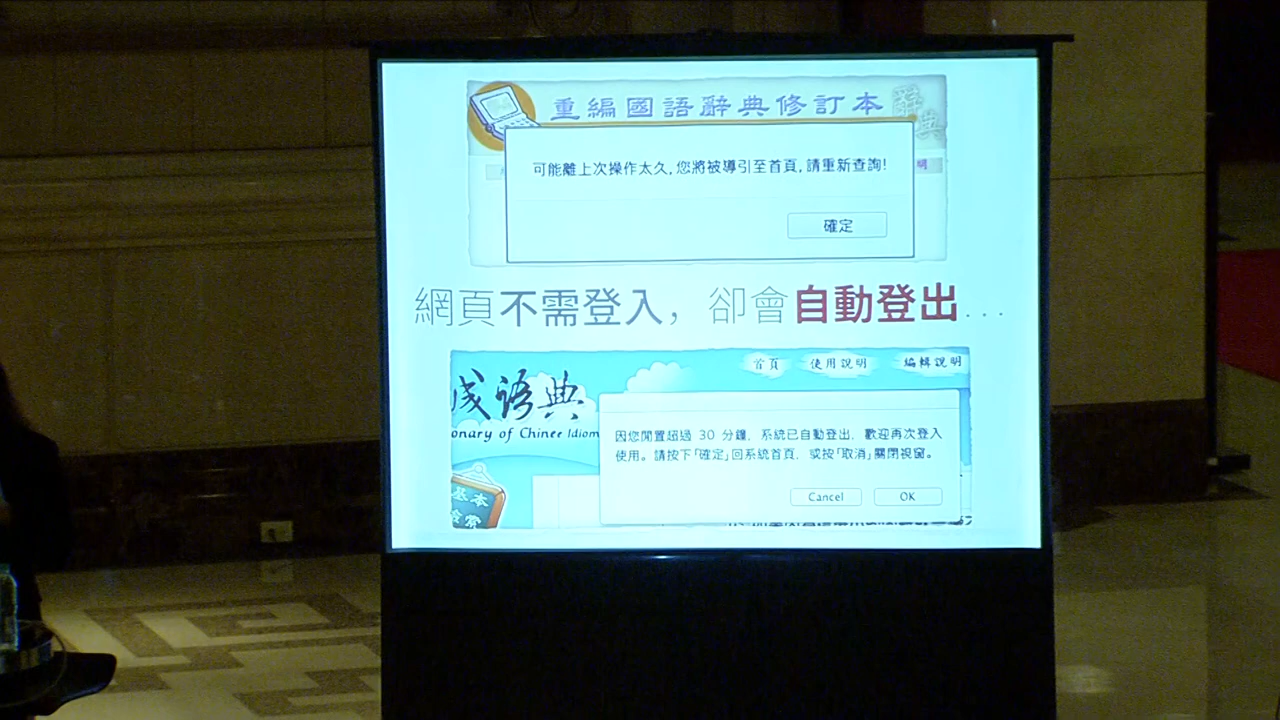 重編國語辭典修訂本
辭典
可能離上次操作太久,您將被導引至首頁,請重新查詢!
確定
網頁不需登入，卻會自動登出...
首頁 使用說明 編輯說明
成語典
onary of Chinee Idiom
因您閒置超過 30 分鐘，系統已自動登出，歡迎再次登入
使用。請按下「確定」回系統首頁，或按「取消」關閉視窗。
Cancel OK
基本